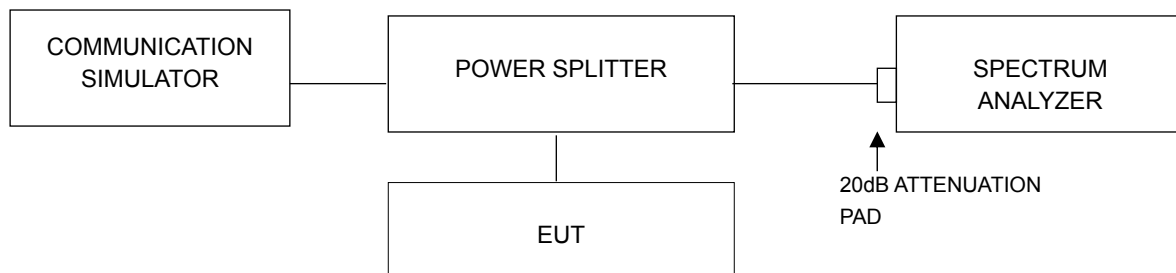 COMMUNICATION
SIMULATOR
POWER SPLITTER
SPECTRUM
ANALYZER
20dB ATTENUATION
PAD
EUT